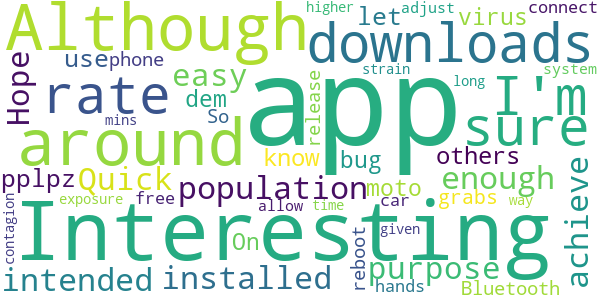 higher adjust connect
Although let virus
downloads
Hope use phone easy strain system
rate dem release long
mins So app I'm
around know bug sure
others achieve
pplpz Quick population moto enough
exposure free allow time car grabs way
contagion Interesting given
On reboot purpose
intended installed hands Bluetooth